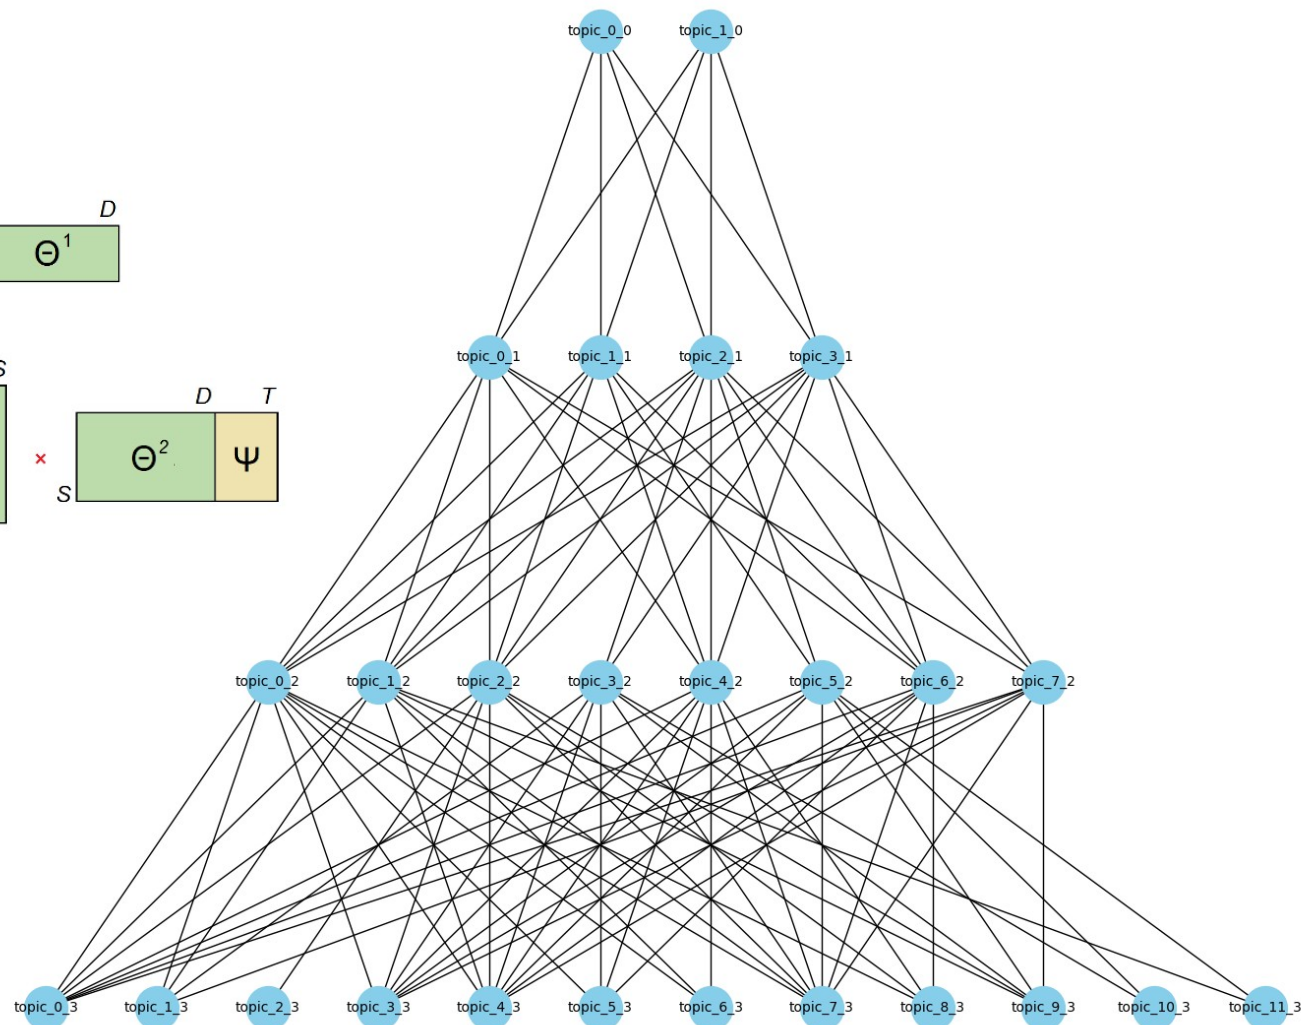 topic_0_0 topic_1_0
D
Θ¹
topic_0_1 topic_1_1 topic_2_1 topic_3_1
S
D T
× Θ² Ψ
S
topic_0_2 topic_1_2 topic_2_2 topic_3_2 topic_4_2 topic_5_2 topic_6_2 topic_7_2
topic_0_3 topic_1_3 topic_2_3 topic_3_3 topic_4_3 topic_5_3 topic_6_3 topic_7_3 topic_8_3 topic_9_3 topic_10_3 topic_11_3